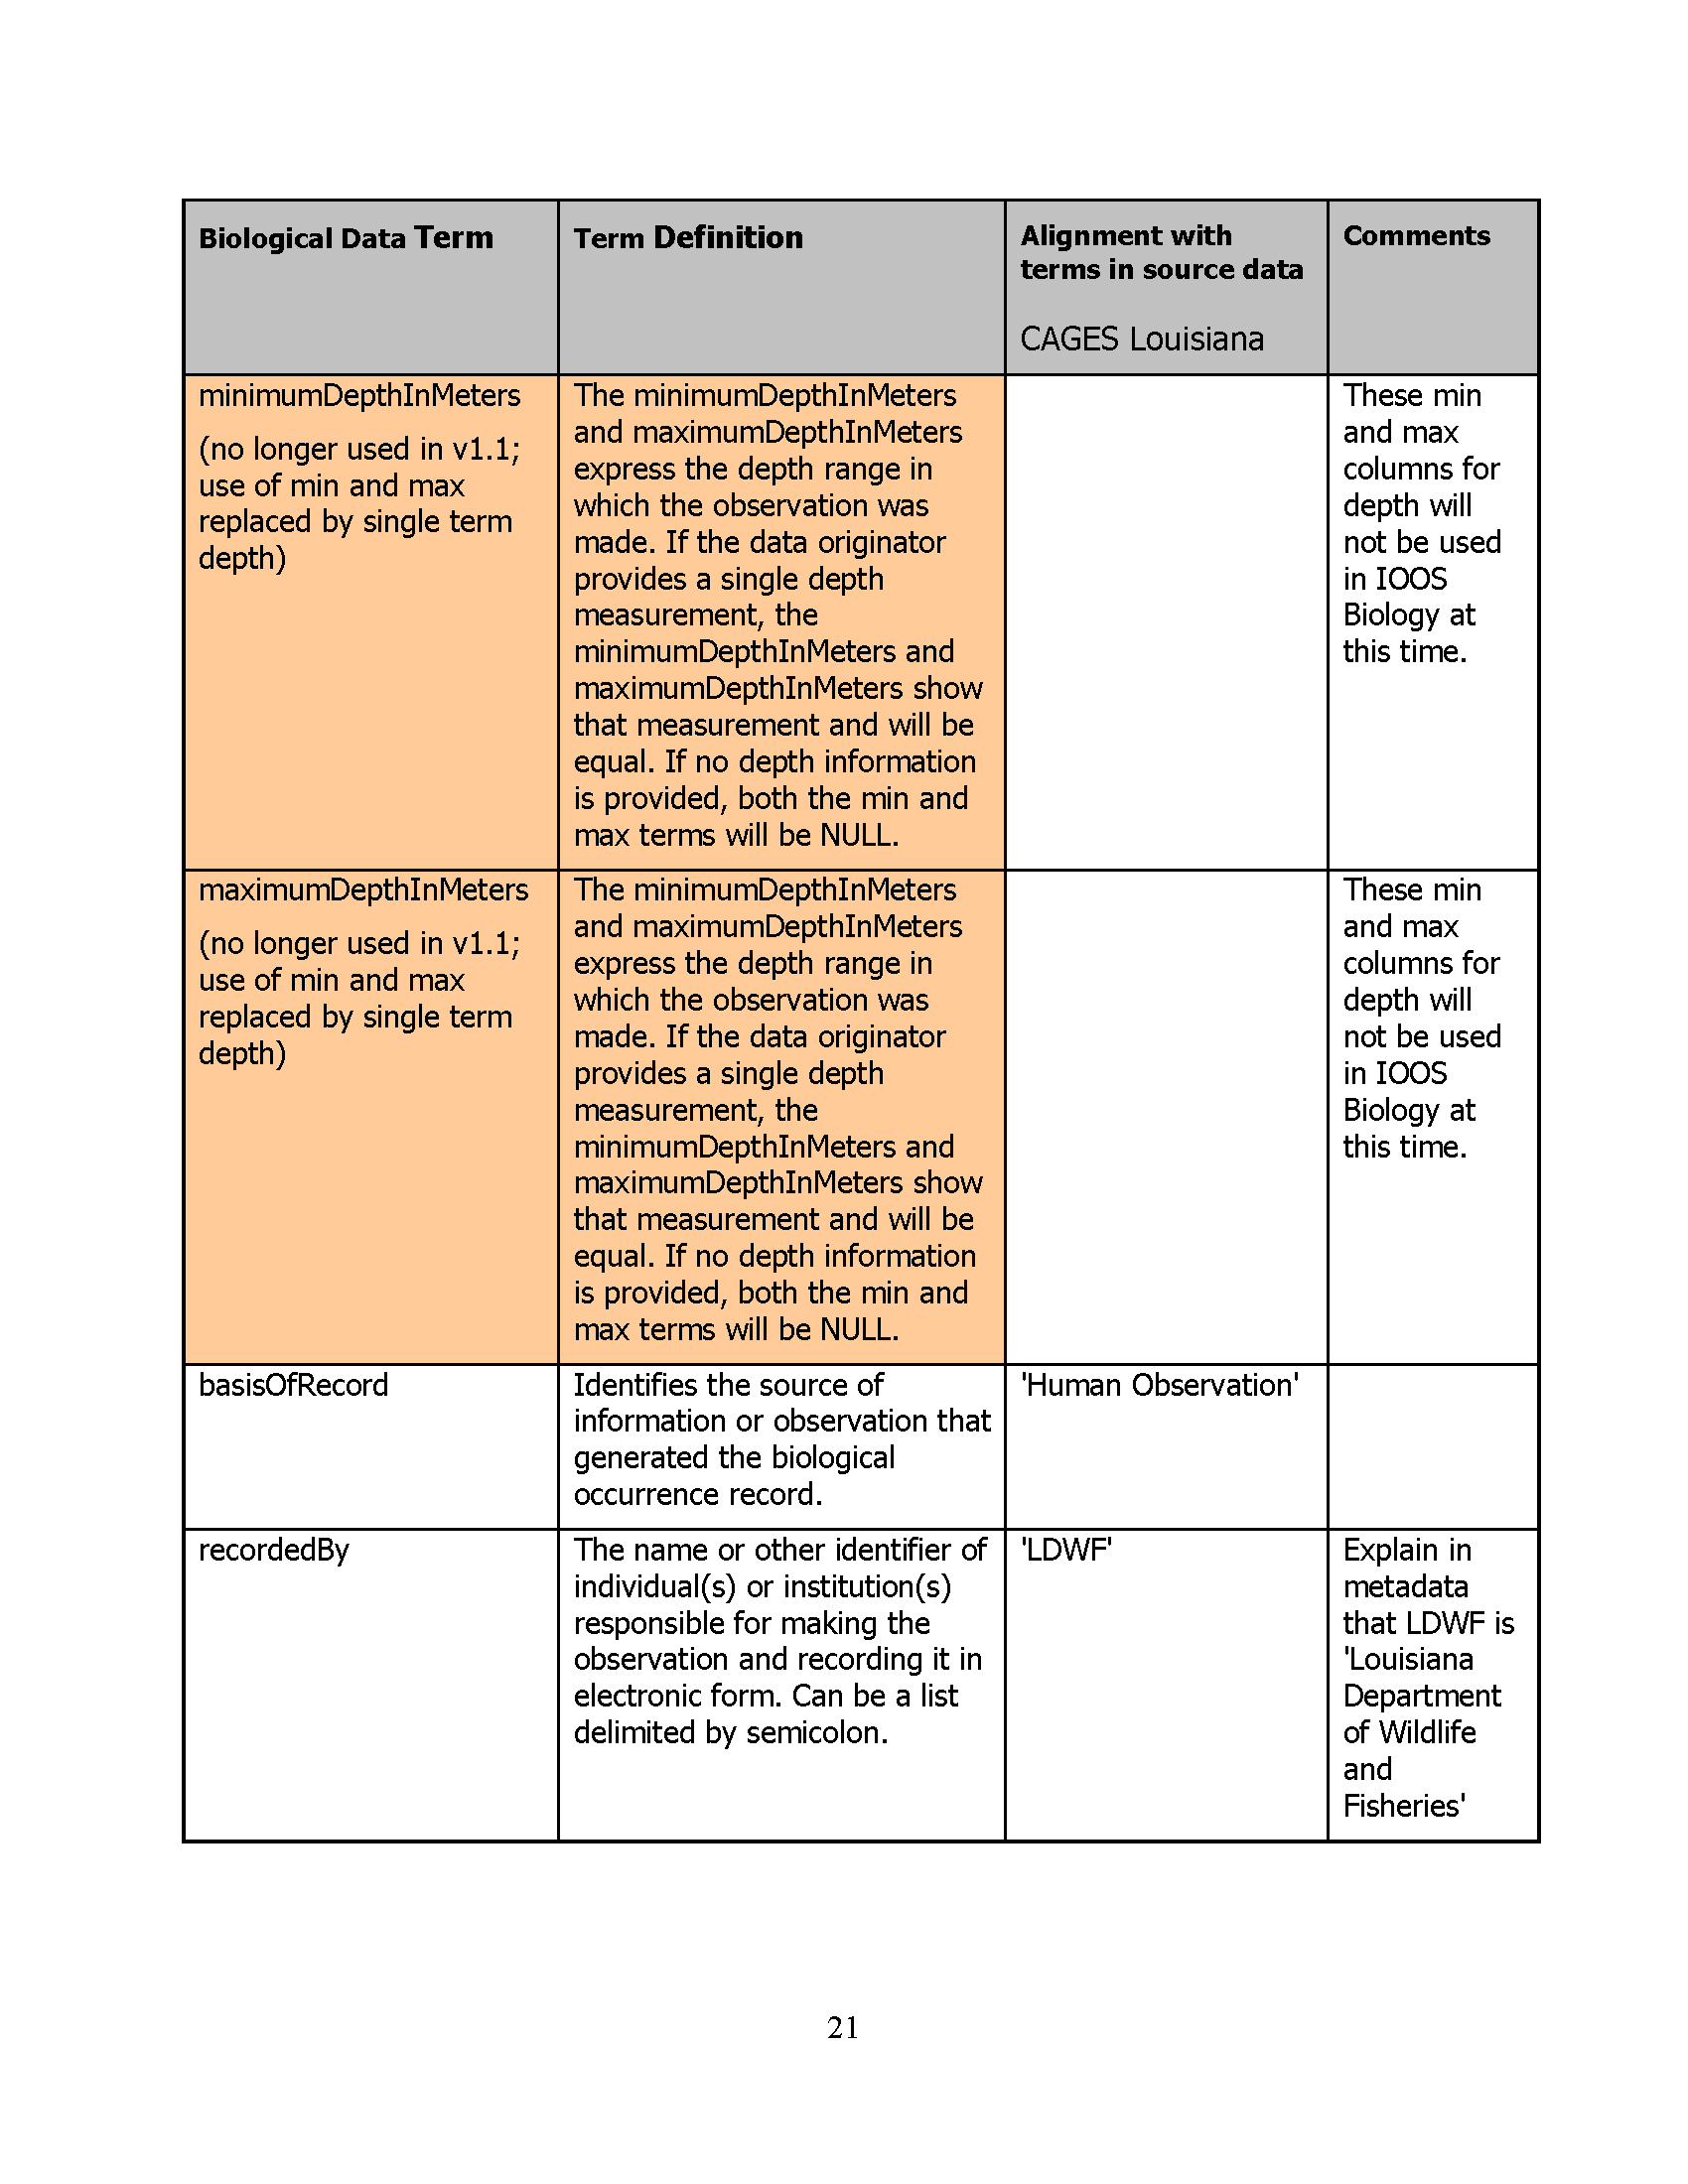 Biological Data Term
Term Definition
Alignment with
terms in source data
CAGES Louisiana
Comments
minimumDepthInMeters
(no longer used in v1.1;
use of min and max
replaced by single term
depth)
The minimumDepthInMeters
and maximumDepthInMeters
express the depth range in
which the observation was
made. If the data originator
provides a single depth
measurement, the
minimumDepthInMeters and
maximumDepthInMeters show
that measurement and will be
equal. If no depth information
is provided, both the min and
max terms will be NULL.
These min
and max
columns for
depth will
not be used
in IOOS
Biology at
this time.
maximumDepthInMeters
(no longer used in v1.1;
use of min and max
replaced by single term
depth)
The minimumDepthInMeters
and maximumDepthInMeters
express the depth range in
which the observation was
made. If the data originator
provides a single depth
measurement, the
minimumDepthInMeters and
maximumDepthInMeters show
that measurement and will be
equal. If no depth information
is provided, both the min and
max terms will be NULL.
These min
and max
columns for
depth will
not be used
in IOOS
Biology at
this time.
basisOfRecord
Identifies the source of
information or observation that
generated the biological
occurrence record.
'Human Observation'
recordedBy
The name or other identifier of
individual(s) or institution(s)
responsible for making the
observation and recording it in
electronic form. Can be a list
delimited by semicolon.
'LDWF'
Explain in
metadata
that LDWF is
'Louisiana
Department
of Wildlife
and
Fisheries'
21